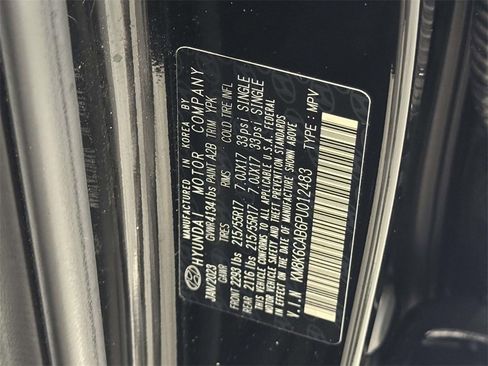 MANUFACTURED IN KOREA BY
HYUNDAI MOTOR COMPANY
JAN/2023 GVWR 4134 lbs PAINT A2B TRIM YPK
GAWR TIRES RIMS COLD TIRE INFL
FRONT 2293 lbs 215/55R17 7.0JX17 33psi SINGLE
REAR 2116 lbs 215/55R17 7.0JX17 33psi SINGLE
THIS VEHICLE CONFORMS TO ALL APPLICABLE U.S.A. FEDERAL
MOTOR VEHICLE SAFETY AND THEFT PREVENTION STANDARDS
IN EFFECT ON THE DATE OF MANUFACTURE SHOWN ABOVE.
V.I.N : KM8K6CAB6PU012483 TYPE : MPV